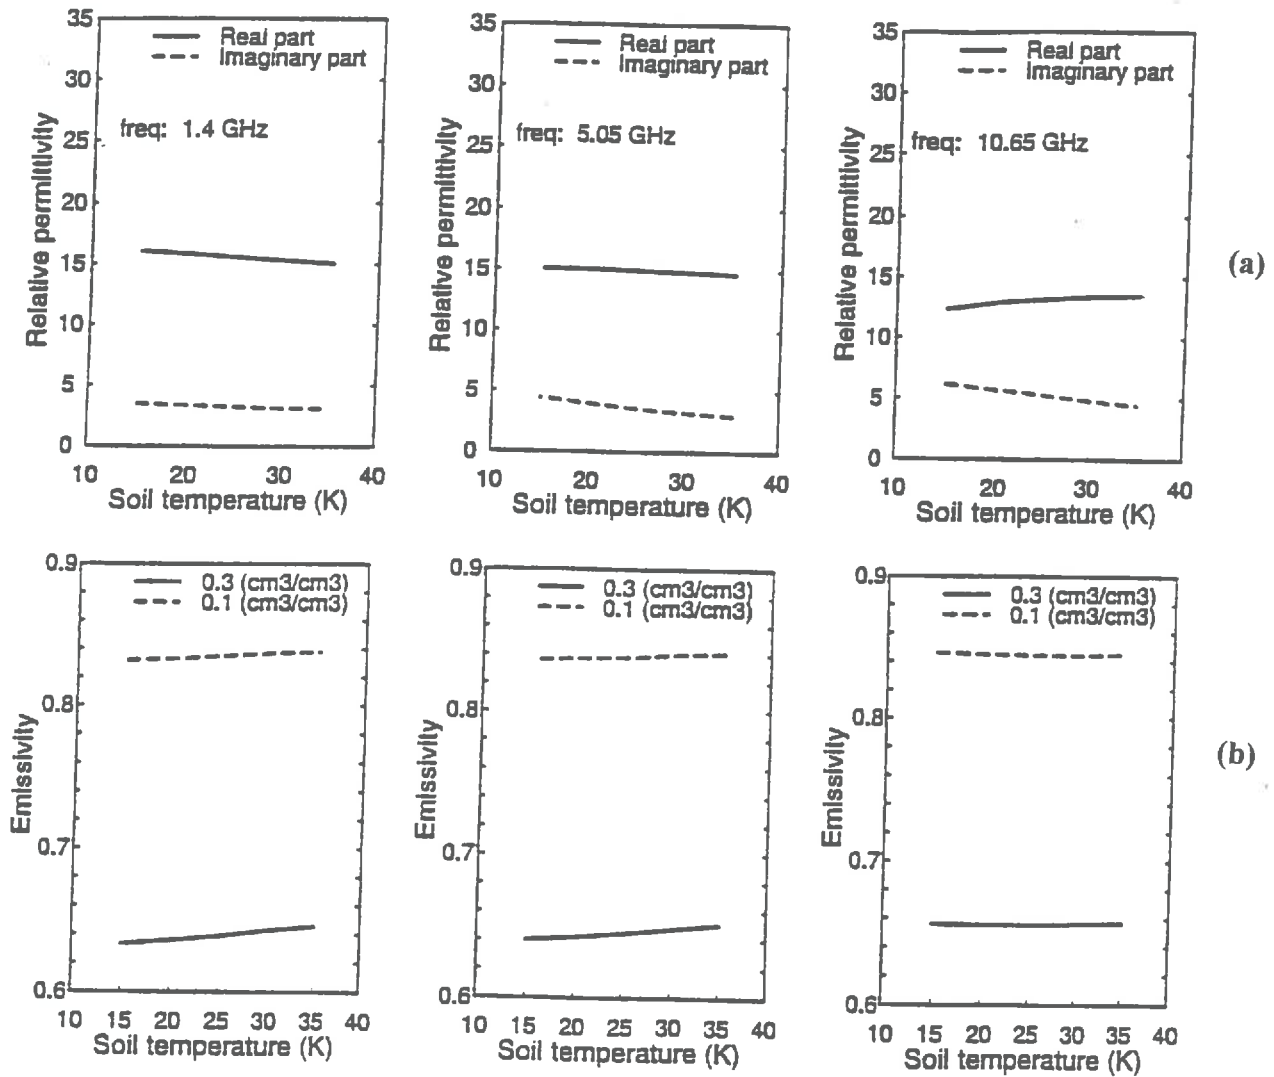 35
30
25
20
15
10
5
0
Relative permittivity
Real part
Imaginary part
freq: 1.4 GHz
10 20 30 40
Soil temperature (K)
35
30
25
20
15
10
5
0
Relative permittivity
Real part
Imaginary part
freq: 5.05 GHz
10 20 30 40
Soil temperature (K)
35
30
25
20
15
10
5
0
Relative permittivity
Real part
Imaginary part
freq: 10.65 GHz
10 20 30 40
Soil temperature (K)
(a)
0.9
0.8
0.7
0.6
Emissivity
0.3 (cm3/cm3)
0.1 (cm3/cm3)
10 15 20 25 30 35 40
Soil temperature (K)
0.9
0.8
0.7
0.6
Emissivity
0.3 (cm3/cm3)
0.1 (cm3/cm3)
10 15 20 25 30 35 40
Soil temperature (K)
0.9
0.8
0.7
0.6
Emissivity
0.3 (cm3/cm3)
0.1 (cm3/cm3)
10 15 20 25 30 35 40
Soil temperature (K)
(b)